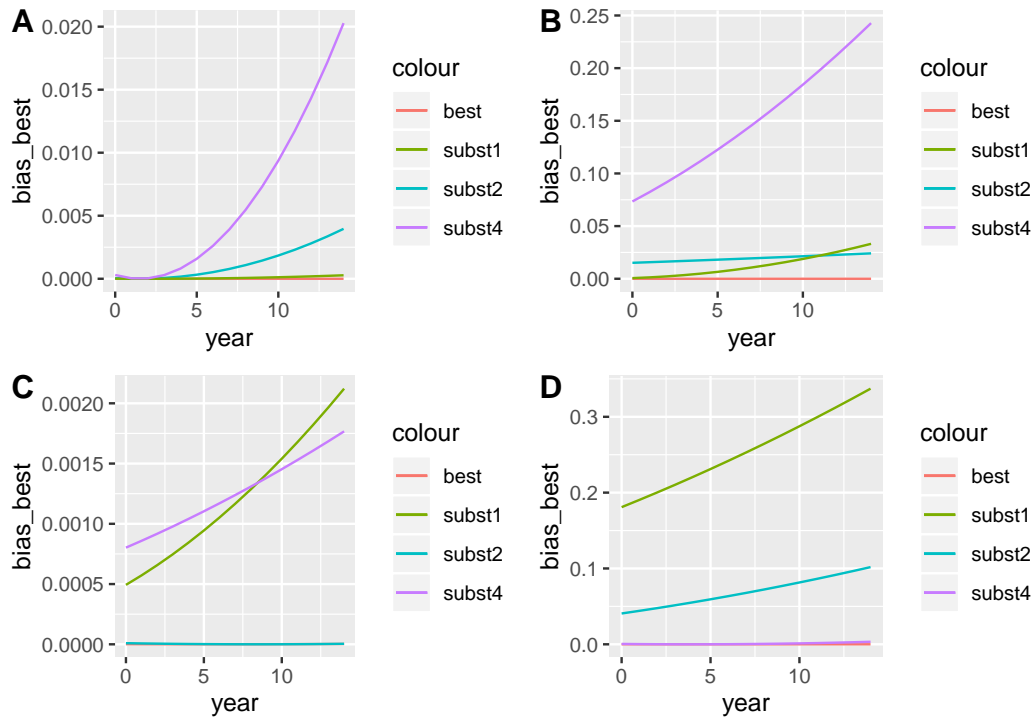 A
bias_best
0.020
0.015
0.010
0.005
0.000
0
5
10
year
colour
best
subst1
subst2
subst4
B
bias_best
0.25
0.20
0.15
0.10
0.05
0.00
0
5
10
year
colour
best
subst1
subst2
subst4
C
bias_best
0.0020
0.0015
0.0010
0.0005
0.0000
0
5
10
year
colour
best
subst1
subst2
subst4
D
bias_best
0.3
0.2
0.1
0.0
0
5
10
year
colour
best
subst1
subst2
subst4